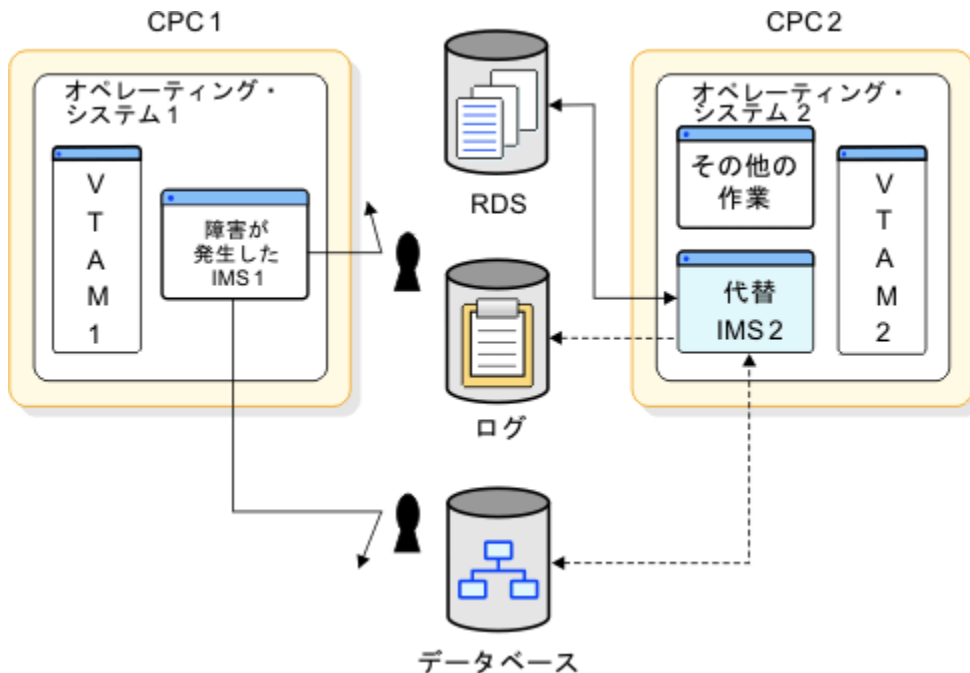 CPC 1
オペレーティング・
システム 1
V
T
A
M
1
障害が
発生した
IMS 1
RDS
ログ
データベース
CPC 2
オペレーティング・
システム 2
その他の
作業
代替
IMS 2
V
T
A
M
2